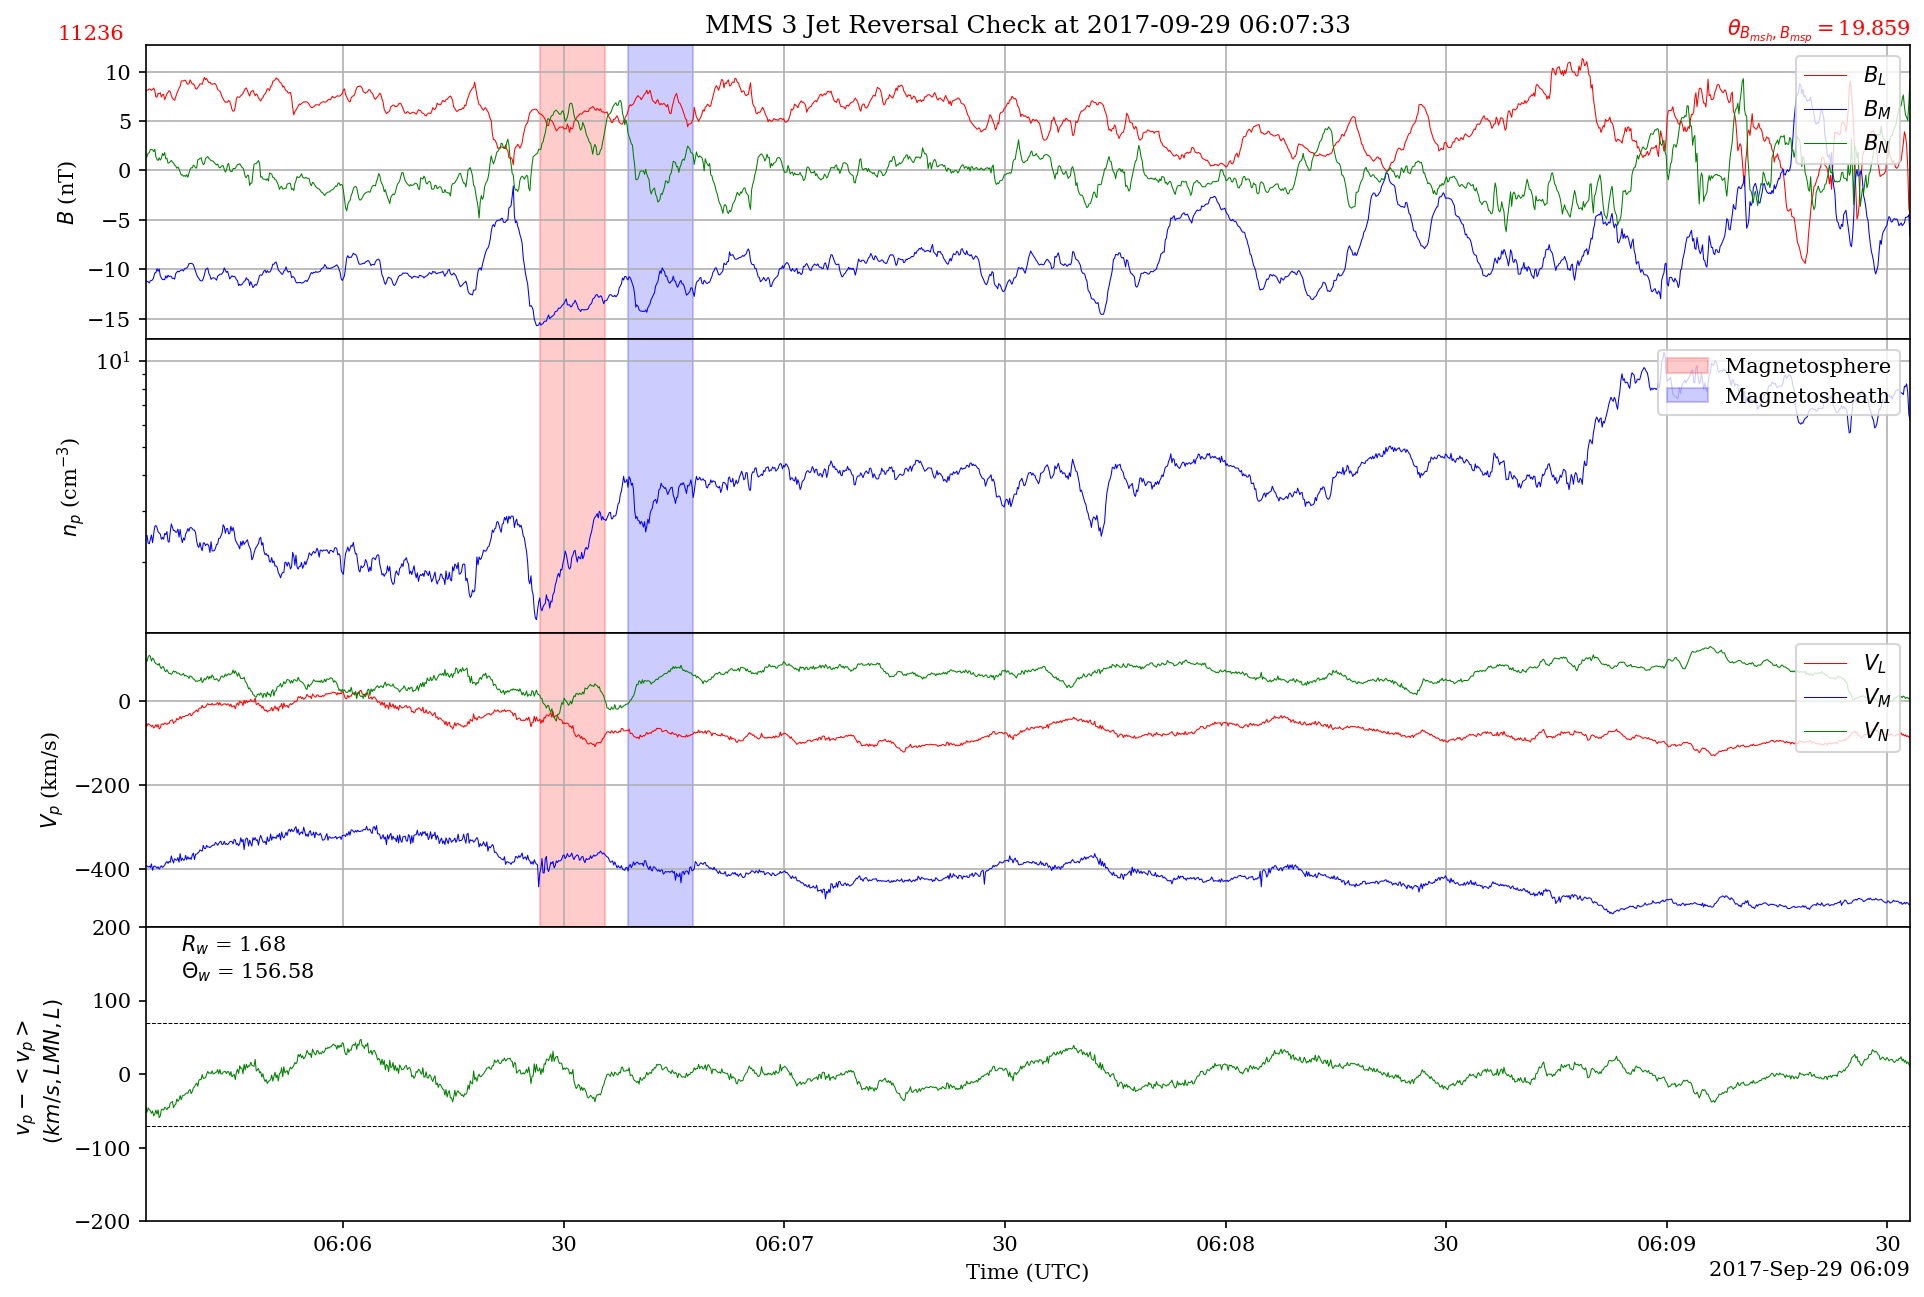 MMS 3 Jet Reversal Check at 2017-09-29 06:07:33
11236
θ_{B_{msh}, B_{msp}} = 19.859
10
5
0
−5
−10
−15
B (nT)
B_L
B_M
B_N
10^1
n_p (cm^{−3})
Magnetosphere
Magnetosheath
0
−200
−400
V_p (km/s)
V_L
V_M
V_N
200
100
0
−100
−200
v_p − < v_p >
(km/s, LMN, L)
R_w = 1.68
Θ_w = 156.58
06:06 30 06:07 30 06:08 30 06:09 30
Time (UTC)
2017-Sep-29 06:09